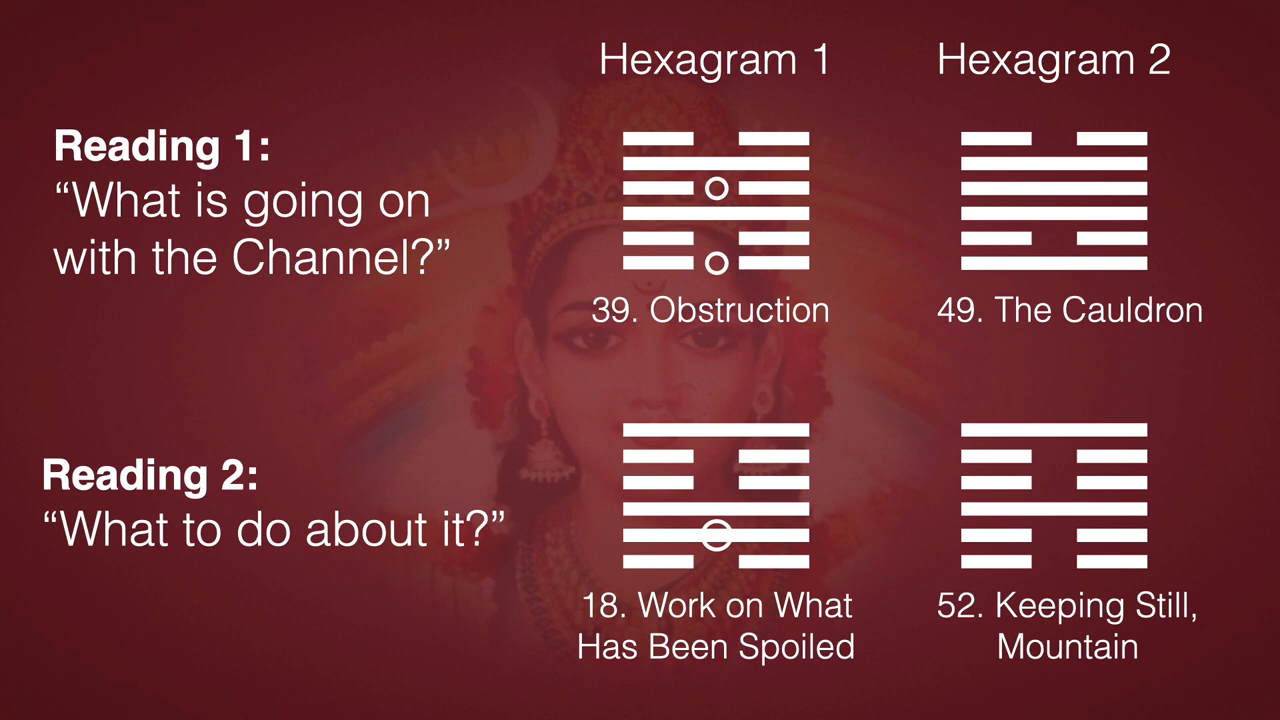 Hexagram 1
Hexagram 2
Reading 1:
“What is going on
with the Channel?”
39. Obstruction
49. The Cauldron
Reading 2:
“What to do about it?”
18. Work on What
Has Been Spoiled
52. Keeping Still,
Mountain